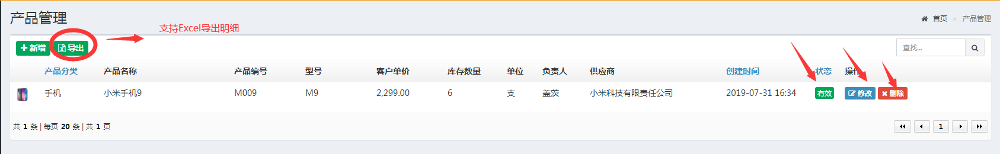 产品管理
首页 > 产品管理
支持Excel导出明细
新增 导出
查找...
产品分类 产品名称 产品编号 型号 客户单价 库存数量 单位 负责人 供应商 创建时间 状态 操作
手机 小米手机9 M009 M9 2,299.00 6 支 盖茨 小米科技有限责任公司 2019-07-31 16:34 有效 修改 删除
共 1 条 | 每页 20 条 | 共 1 页
1